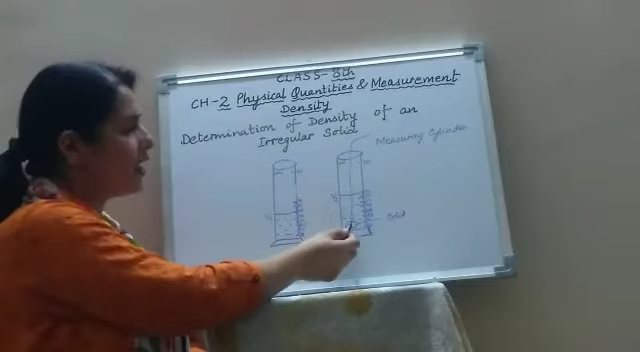 CLASS-8th
CH-2 Physical Quantities & Measurement
Density
Determination of Density of an
Irregular Solid
Measuring Cylinder
Solid